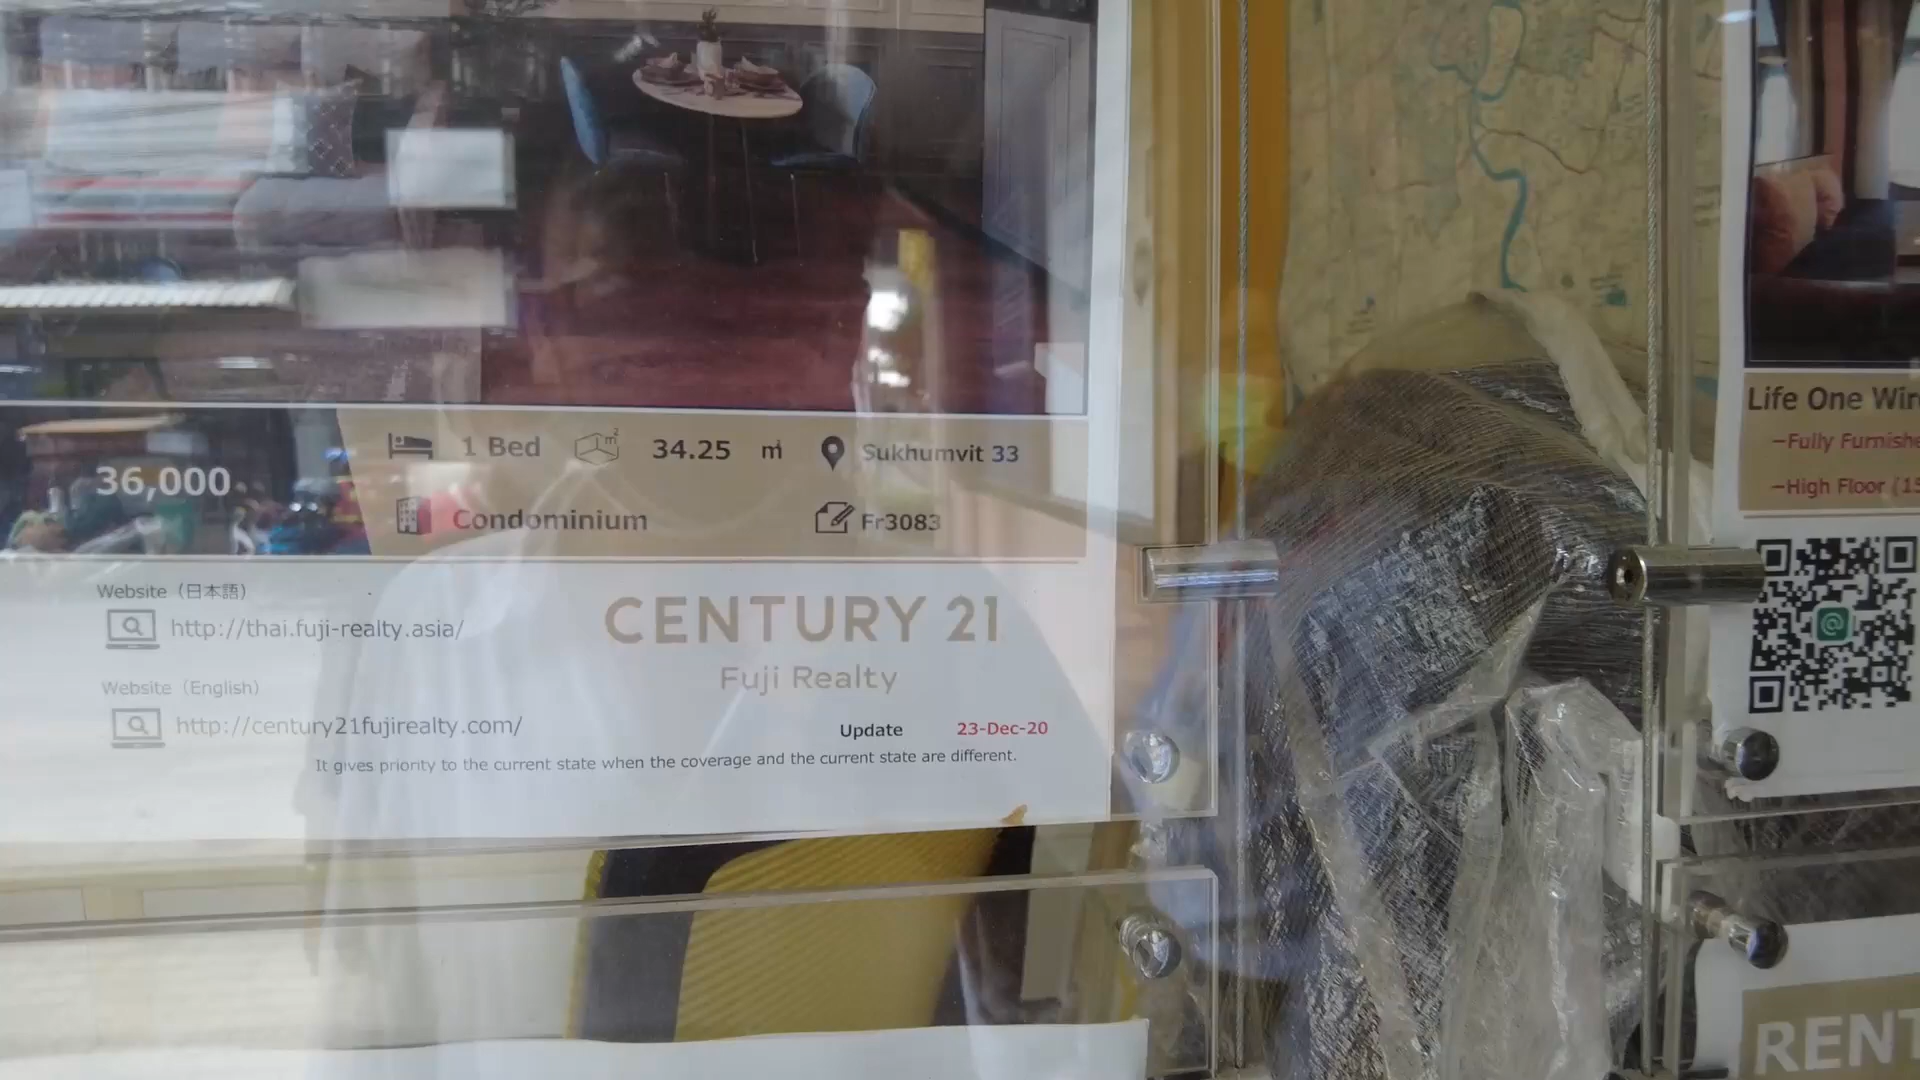 36,000
1 Bed
34.25 ㎡
Sukhumvit 33
Condominium
Fr3083
Website（日本語）
http://thai.fuji-realty.asia/
Website（English）
http://century21fujirealty.com/
CENTURY 21
Fuji Realty
Update 23-Dec-20
It gives priority to the current state when the coverage and the current state are different.
Life One Wir
−Fully Furnishe
−High Floor (15
RENT